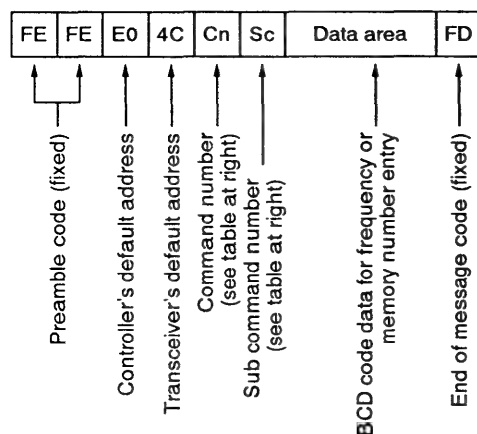 FE FE E0 4C Cn Sc Data area FD
Preamble code (fixed)
Controller's default address
Transceiver's default address
Command number
(see table at right)
Sub command number
(see table at right)
BCD code data for frequency or
memory number entry
End of message code (fixed)